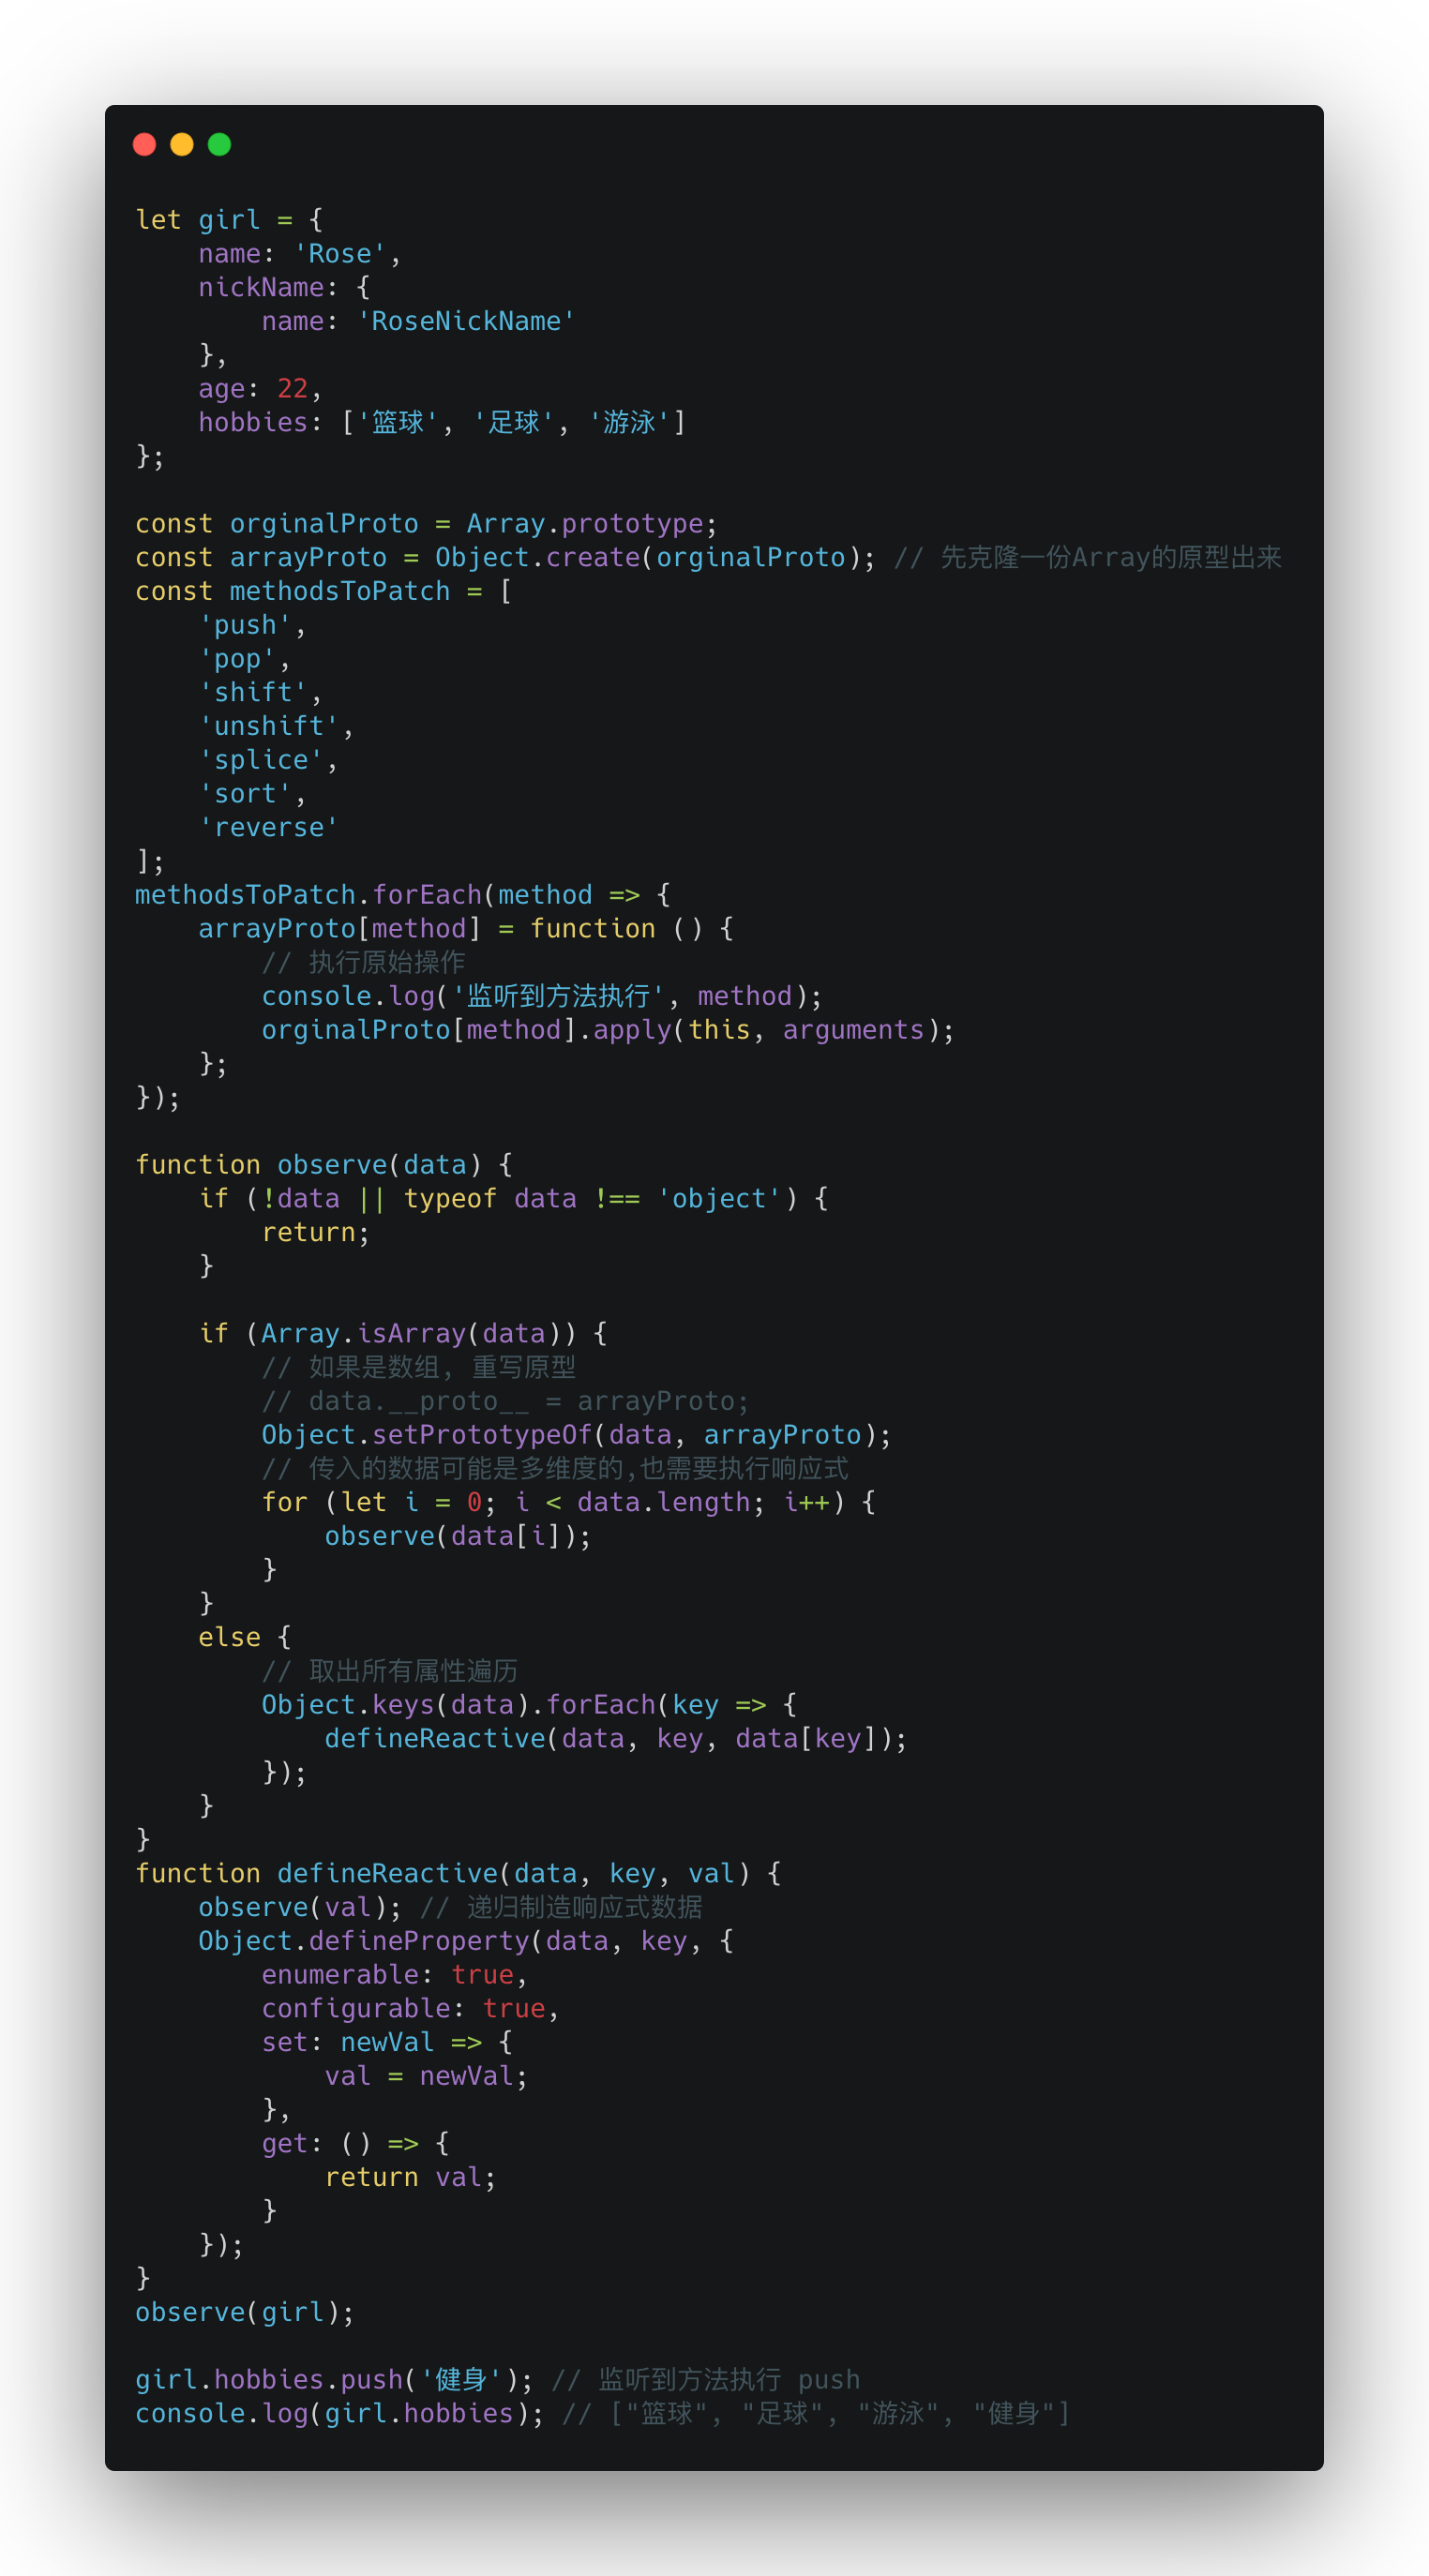 let girl = {
    name: 'Rose',
    nickName: {
        name: 'RoseNickName'
    },
    age: 22,
    hobbies: ['篮球', '足球', '游泳']
};

const orginalProto = Array.prototype;
const arrayProto = Object.create(orginalProto); // 先克隆一份Array的原型出来
const methodsToPatch = [
    'push',
    'pop',
    'shift',
    'unshift',
    'splice',
    'sort',
    'reverse'
];
methodsToPatch.forEach(method => {
    arrayProto[method] = function () {
        // 执行原始操作
        console.log('监听到方法执行', method);
        orginalProto[method].apply(this, arguments);
    };
});

function observe(data) {
    if (!data || typeof data !== 'object') {
        return;
    }

    if (Array.isArray(data)) {
        // 如果是数组, 重写原型
        // data.__proto__ = arrayProto;
        Object.setPrototypeOf(data, arrayProto);
        // 传入的数据可能是多维度的,也需要执行响应式
        for (let i = 0; i < data.length; i++) {
            observe(data[i]);
        }
    }
    else {
        // 取出所有属性遍历
        Object.keys(data).forEach(key => {
            defineReactive(data, key, data[key]);
        });
    }
}
function defineReactive(data, key, val) {
    observe(val); // 递归制造响应式数据
    Object.defineProperty(data, key, {
        enumerable: true,
        configurable: true,
        set: newVal => {
            val = newVal;
        },
        get: () => {
            return val;
        }
    });
}
observe(girl);

girl.hobbies.push('健身'); // 监听到方法执行 push
console.log(girl.hobbies); // ["篮球", "足球", "游泳", "健身"]